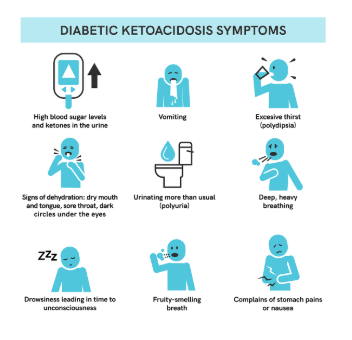 DIABETIC KETOACIDOSIS SYMPTOMS
High blood sugar levels
and ketones in the urine
Vomiting
Excessive thirst
(polydipsia)
Signs of dehydration: dry mouth
and tongue, sore throat, dark
circles under the eyes
Urinating more than usual
(polyuria)
Deep, heavy
breathing
zzz
Drowsiness leading in time to
unconsciousness
Fruity-smelling
breath
Complains of stomach pains
or nausea